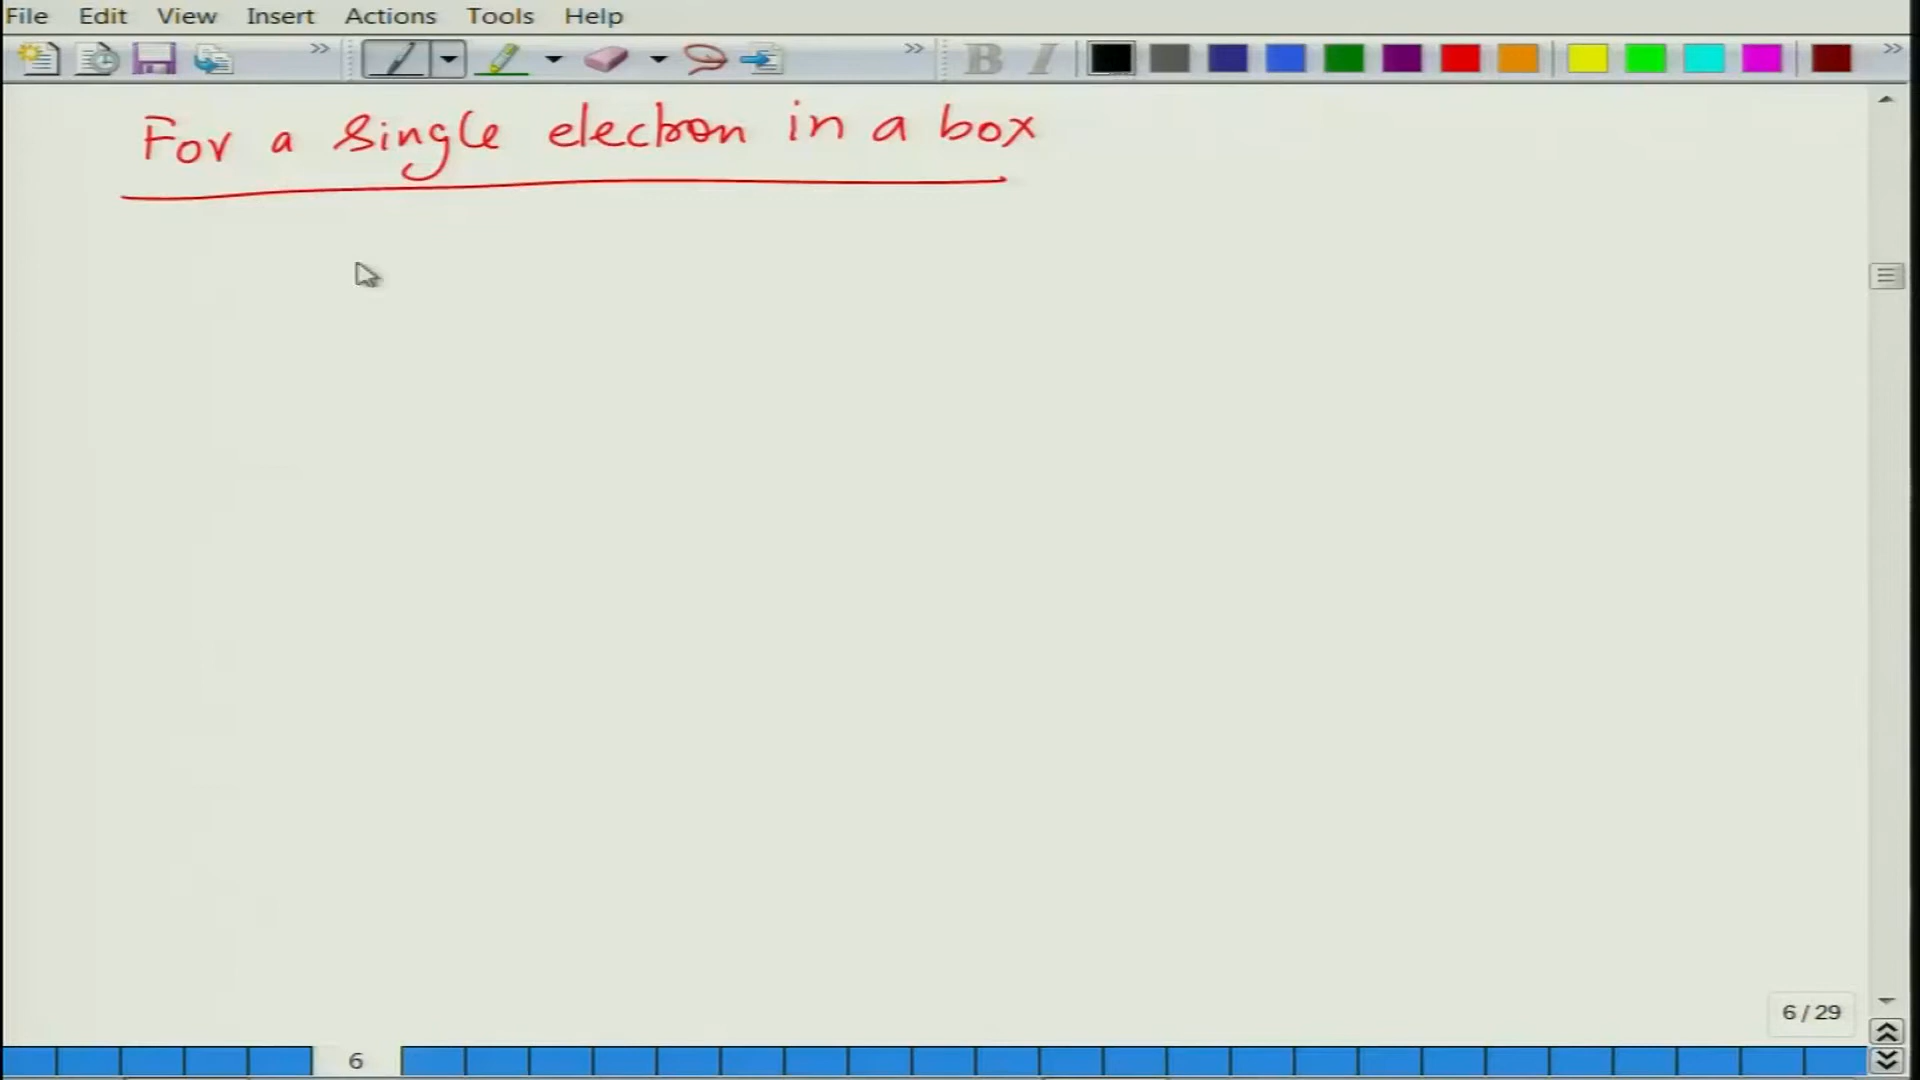 File Edit View Insert Actions Tools Help
B I
For a single electron in a box
6 / 29
6